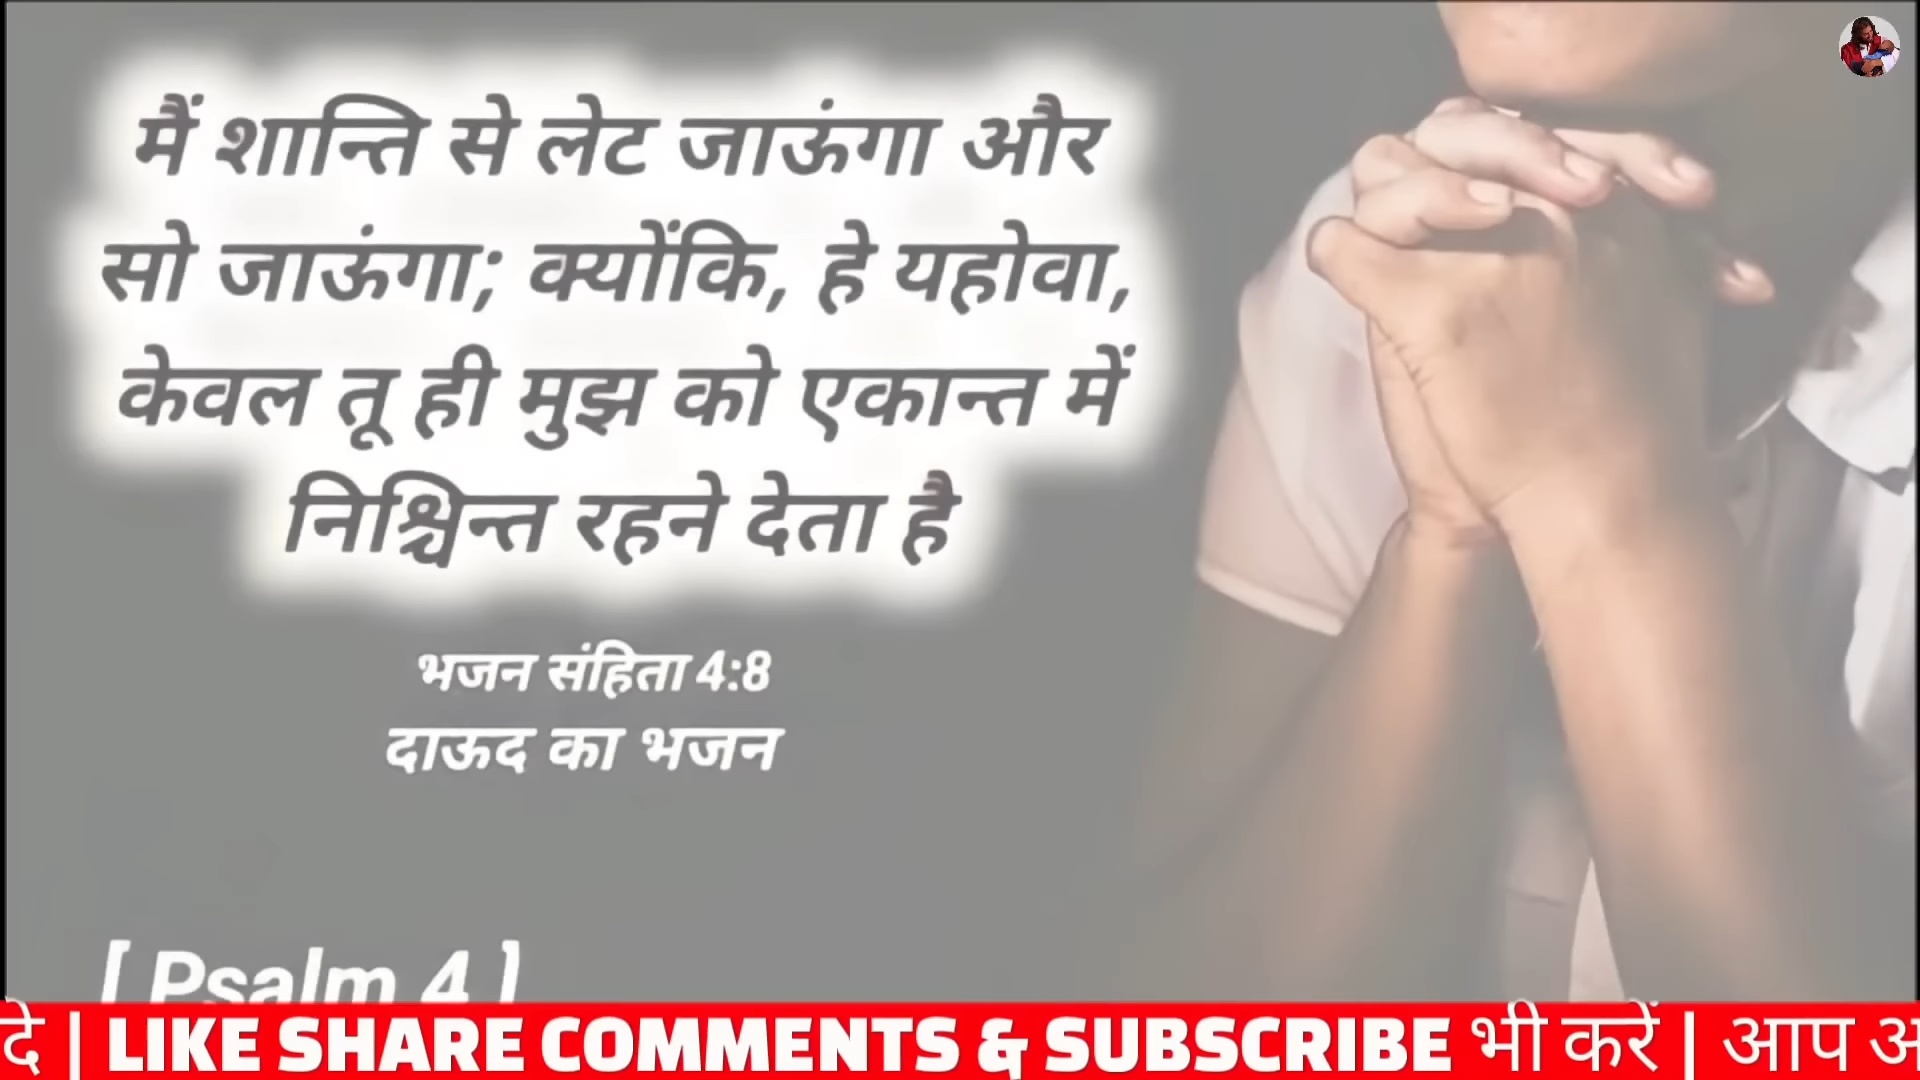 मैं शान्ति से लेट जाऊंगा और
सो जाऊंगा; क्योंकि, हे यहोवा,
केवल तू ही मुझ को एकान्त में
निश्चिन्त रहने देता है
भजन संहिता 4:8
दाऊद का भजन
[ Psalm 4 ]
दे | LIKE SHARE COMMENTS & SUBSCRIBE भी करें | आप